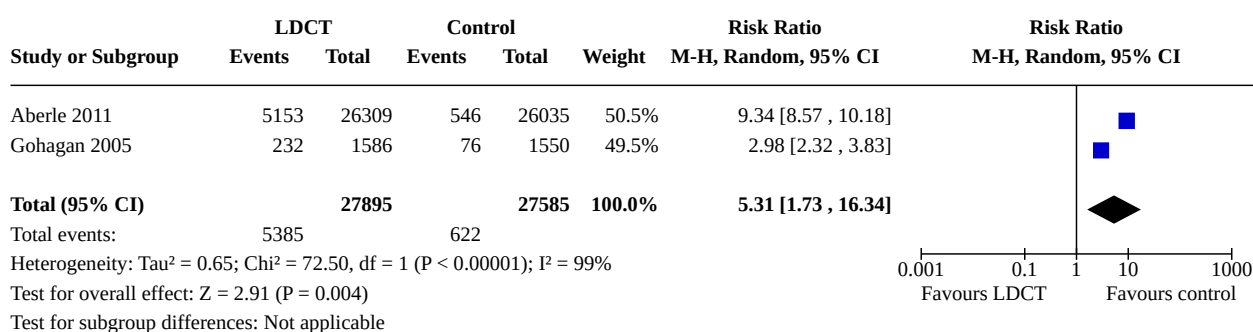 LDCT Control Risk Ratio Risk Ratio
Study or Subgroup Events Total Events Total Weight M-H, Random, 95% CI M-H, Random, 95% CI
Aberle 2011 5153 26309 546 26035 50.5% 9.34 [8.57 , 10.18]
Gohagan 2005 232 1586 76 1550 49.5% 2.98 [2.32 , 3.83]
Total (95% CI) 27895 27585 100.0% 5.31 [1.73 , 16.34]
Total events: 5385 622
Heterogeneity: Tau² = 0.65; Chi² = 72.50, df = 1 (P < 0.00001); I² = 99%
0.001 0.1 1 10 1000
Test for overall effect: Z = 2.91 (P = 0.004) Favours LDCT Favours control
Test for subgroup differences: Not applicable